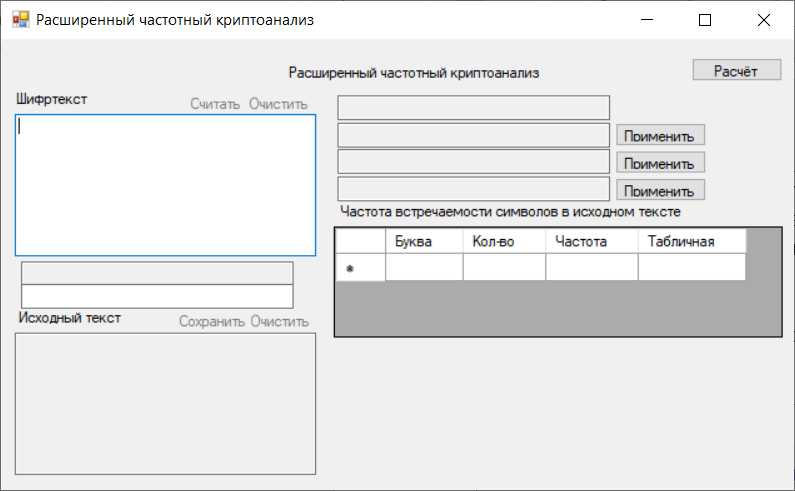 Расширенный частотный криптоанализ
Расширенный частотный криптоанализ
Расчёт
Шифртекст
Считать Очистить
Применить
Применить
Применить
Частота встречаемости символов в исходном тексте
Буква Кол-во Частота Табличная
Исходный текст
Сохранить Очистить